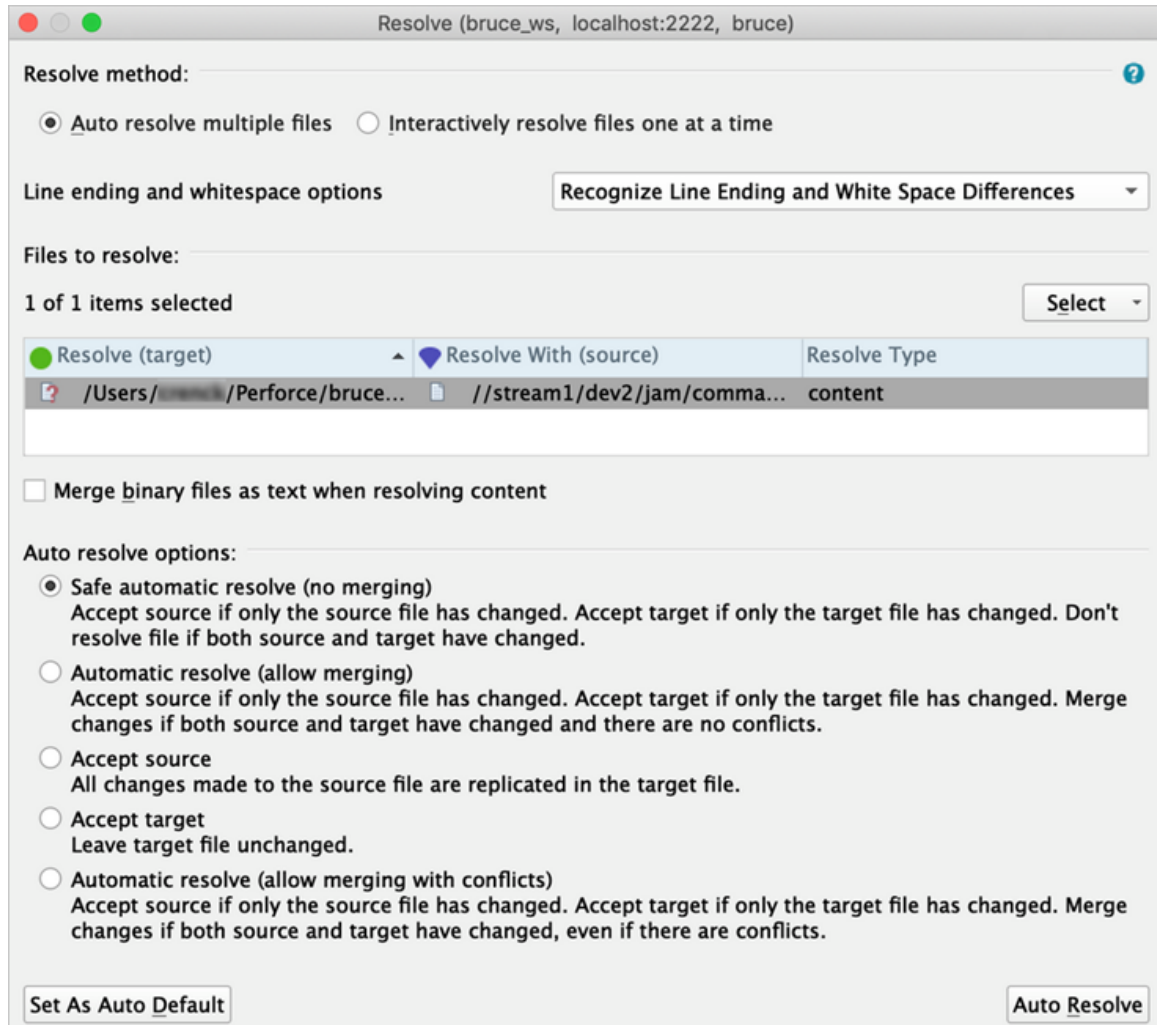 Resolve (bruce_ws, localhost:2222, bruce)
Resolve method:
?
Auto resolve multiple files Interactively resolve files one at a time
Line ending and whitespace options Recognize Line Ending and White Space Differences
Files to resolve:
1 of 1 items selected Select
Resolve (target) Resolve With (source) Resolve Type
/Users/ /Perforce/bruce... //stream1/dev2/jam/comma... content
Merge binary files as text when resolving content
Auto resolve options:
Safe automatic resolve (no merging)
Accept source if only the source file has changed. Accept target if only the target file has changed. Don't
resolve file if both source and target have changed.
Automatic resolve (allow merging)
Accept source if only the source file has changed. Accept target if only the target file has changed. Merge
changes if both source and target have changed and there are no conflicts.
Accept source
All changes made to the source file are replicated in the target file.
Accept target
Leave target file unchanged.
Automatic resolve (allow merging with conflicts)
Accept source if only the source file has changed. Accept target if only the target file has changed. Merge
changes if both source and target have changed, even if there are conflicts.
Set As Auto Default Auto Resolve